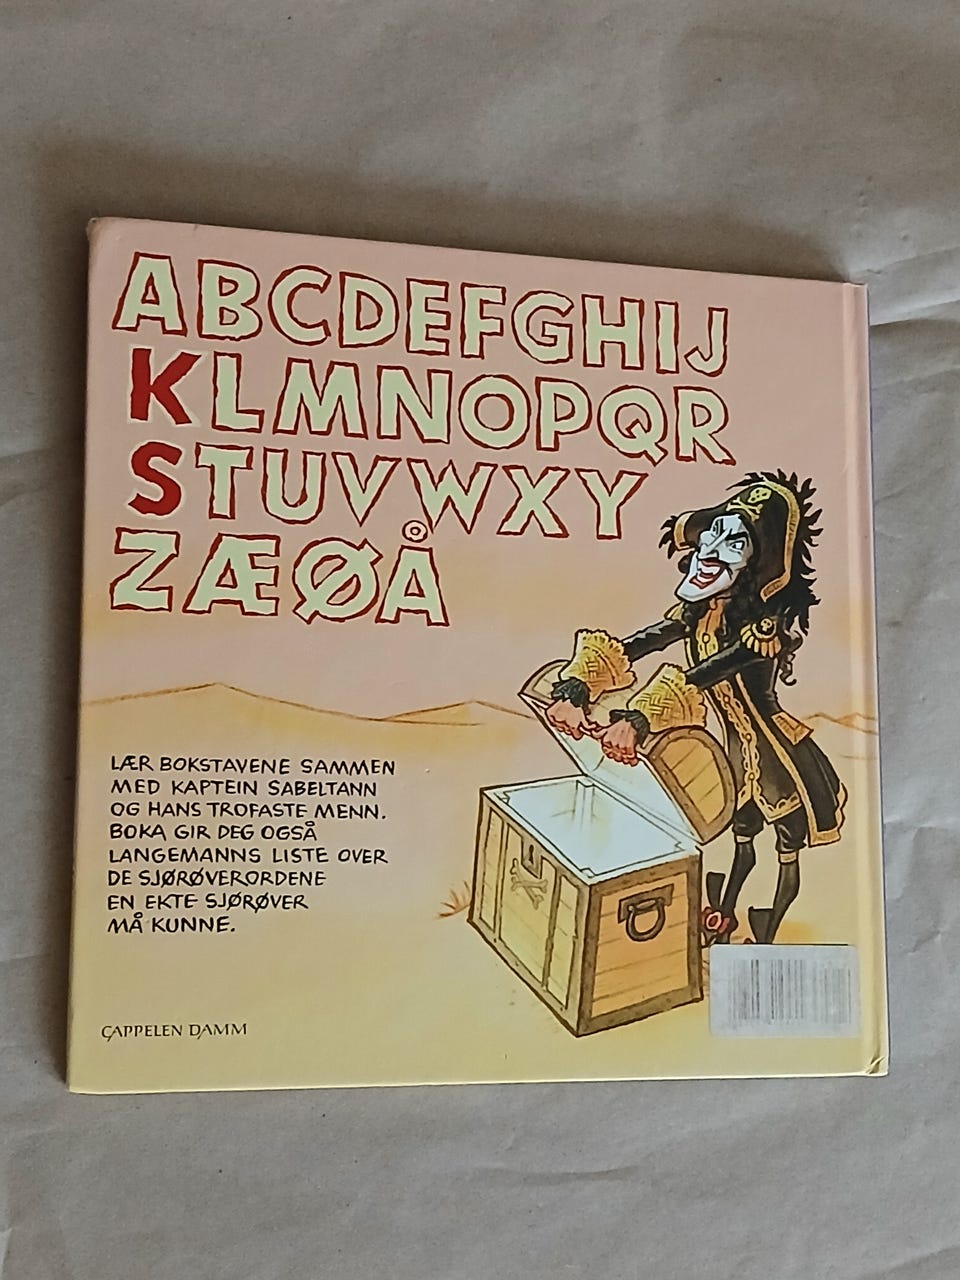 ABCDEFGHIJ
KLMNOPQR
STUVWXY
ZÆØÅ
LÆR BOKSTAVENE SAMMEN
MED KAPTEIN SABELTANN
OG HANS TROFASTE MENN.
BOKA GIR DEG OGSÅ
LANGEMANNS LISTE OVER
DE SJØRØVERORDENE
EN EKTE SJØRØVER
MÅ KUNNE.
CAPPELEN DAMM